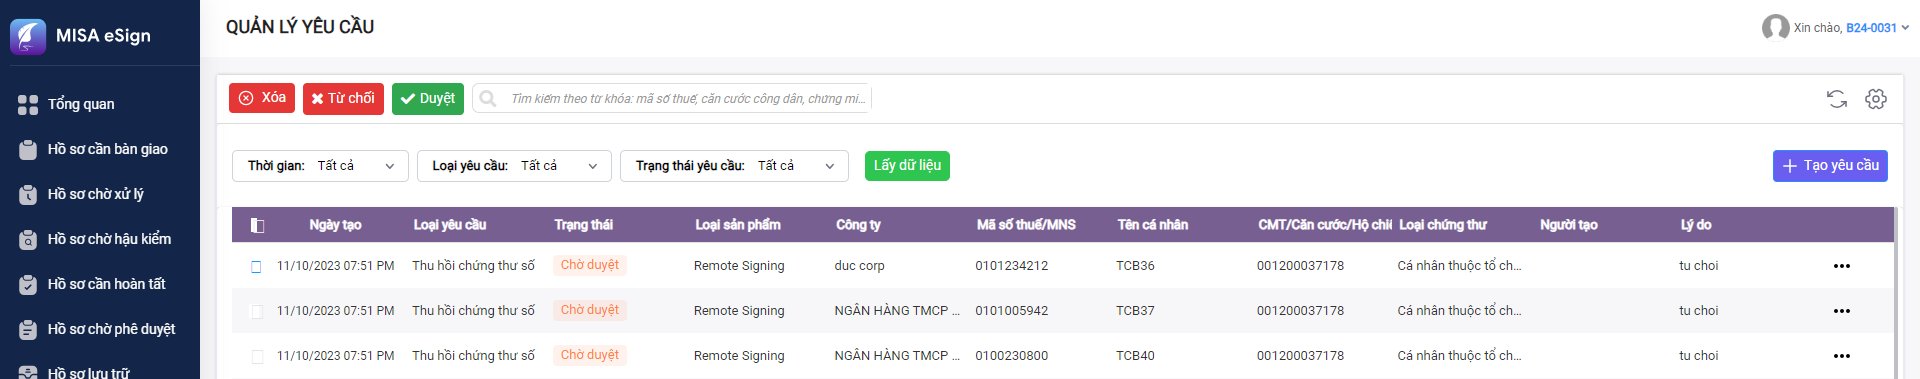 MISA eSign
Tổng quan
Hồ sơ cần bàn giao
Hồ sơ chờ xử lý
Hồ sơ chờ hậu kiểm
Hồ sơ cần hoàn tất
Hồ sơ chờ phê duyệt
Hồ sơ lưu trữ
QUẢN LÝ YÊU CẦU
Xin chào, B24-0031
Xóa Từ chối Duyệt Tìm kiếm theo từ khóa: mã số thuế, căn cước công dân, chứng mi...
Thời gian: Tất cả Loại yêu cầu: Tất cả Trạng thái yêu cầu: Tất cả Lấy dữ liệu Tạo yêu cầu
Ngày tạo Loại yêu cầu Trạng thái Loại sản phẩm Công ty Mã số thuế/MNS Tên cá nhân CMT/Căn cước/Hộ chiế Loại chứng thư Người tạo Lý do
11/10/2023 07:51 PM Thu hồi chứng thư số Chờ duyệt Remote Signing duc corp 0101234212 TCB36 001200037178 Cá nhân thuộc tổ ch... tu choi
11/10/2023 07:51 PM Thu hồi chứng thư số Chờ duyệt Remote Signing NGÂN HÀNG TMCP ... 0101005942 TCB37 001200037178 Cá nhân thuộc tổ ch... tu choi
11/10/2023 07:51 PM Thu hồi chứng thư số Chờ duyệt Remote Signing NGÂN HÀNG TMCP ... 0100230800 TCB40 001200037178 Cá nhân thuộc tổ ch... tu choi